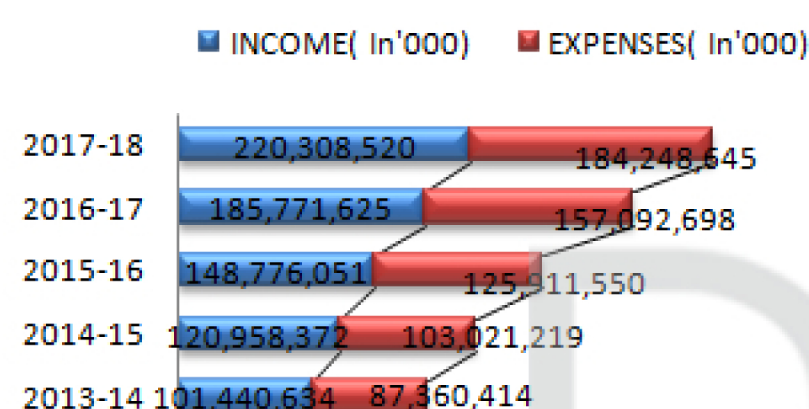 INCOME( In'000) EXPENSES( In'000)
2017-18 220,308,520 184,248,645
2016-17 185,771,625 157,092,698
2015-16 148,776,051 125,911,550
2014-15 120,958,372 103,021,219
2013-14 101,440,634 87,360,414